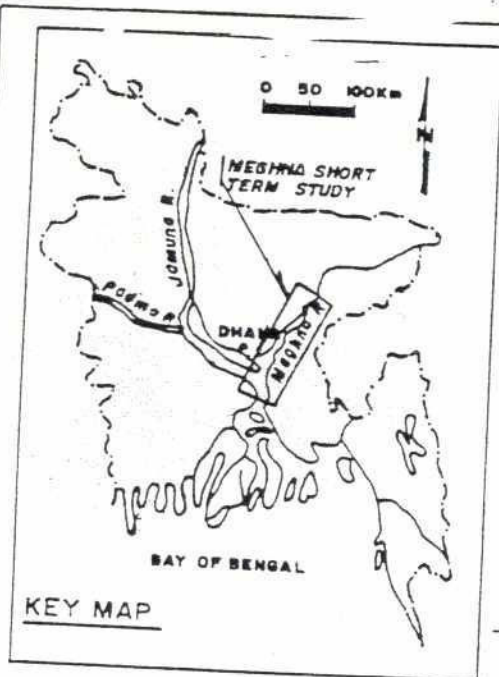 0 50 100Km
N
MEGHNA SHORT
TERM STUDY
Jamuna R.
Padma R.
DHAKA
Meghna R.
BAY OF BENGAL
KEY MAP